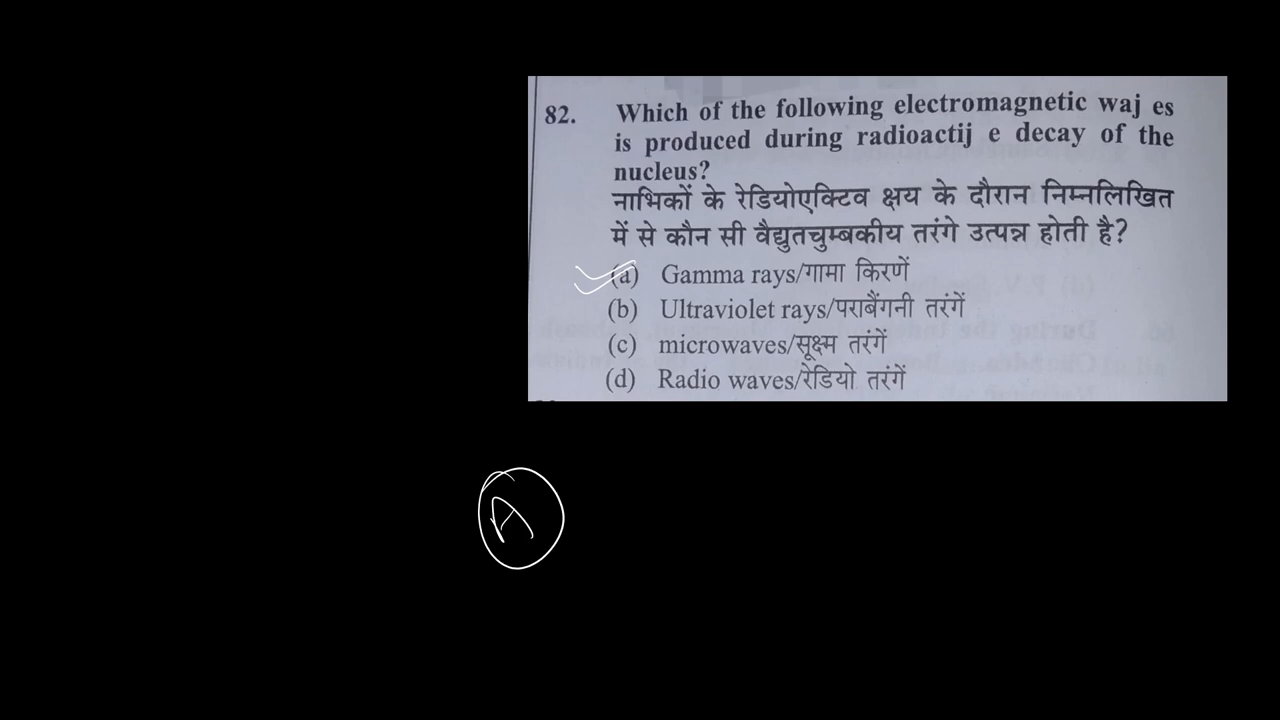 82. Which of the following electromagnetic waj es
is produced during radioactij e decay of the
nucleus?
नाभिकों के रेडियोएक्टिव क्षय के दौरान निम्नलिखित
में से कौन सी वैद्युतचुम्बकीय तरंगे उत्पन्न होती है?
(a) Gamma rays/गामा किरणें
(b) Ultraviolet rays/पराबैंगनी तरंगें
(c) microwaves/सूक्ष्म तरंगें
(d) Radio waves/रेडियो तरंगें
A